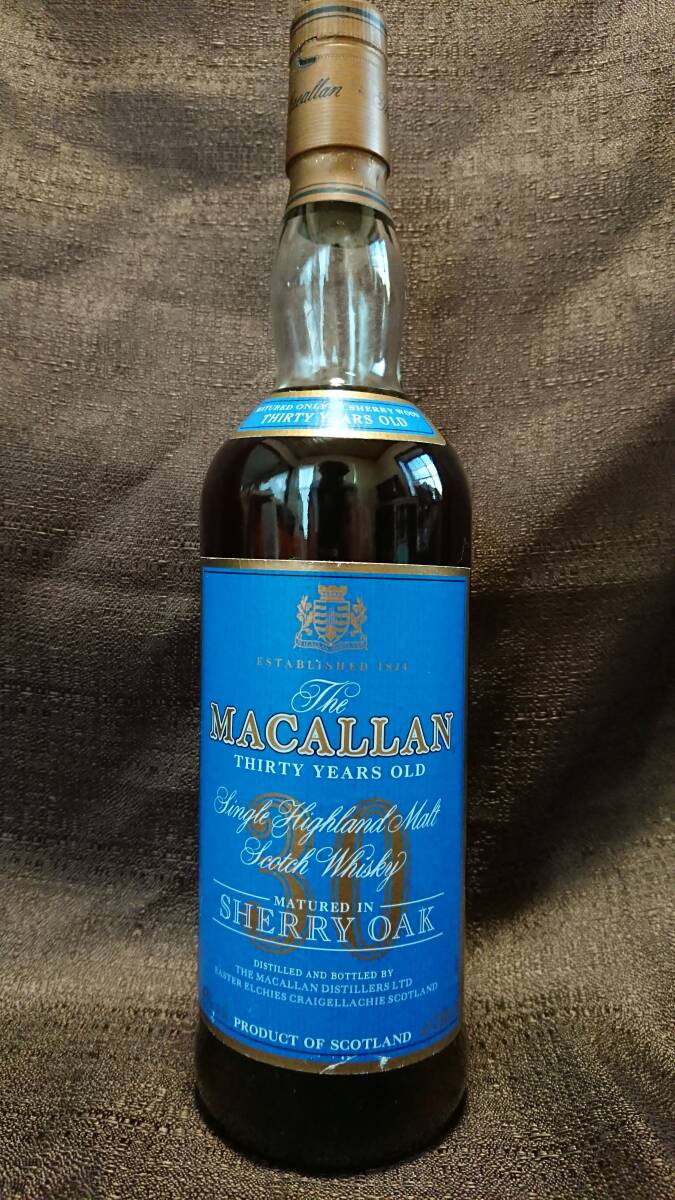 MATURED ONLY IN SHERRY WOOD
THIRTY YEARS OLD
ESTABLISHED 1824
The
MACALLAN
THIRTY YEARS OLD
30
Single Highland Malt
Scotch Whisky
MATURED IN
SHERRY OAK
DISTILLED AND BOTTLED BY
THE MACALLAN DISTILLERS LTD
EASTER ELCHIES CRAIGELLACHIE SCOTLAND
PRODUCT OF SCOTLAND